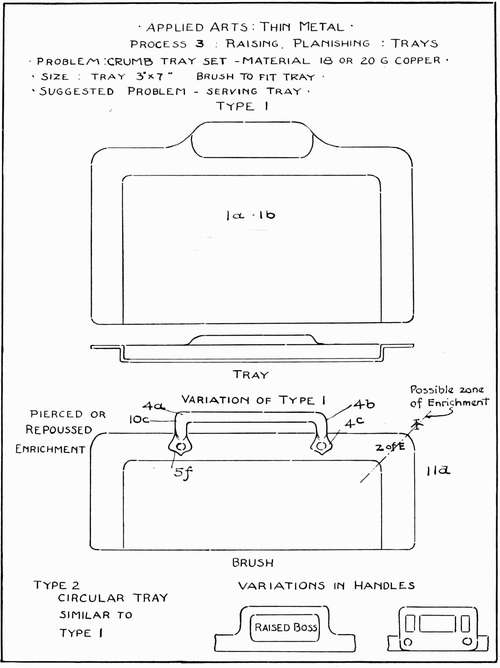 · APPLIED ARTS : THIN METAL ·
PROCESS 3 : RAISING, PLANISHING : TRAYS
· PROBLEM : CRUMB TRAY SET - MATERIAL 18 OR 20 G COPPER ·
· SIZE : TRAY 3"x7" BRUSH TO FIT TRAY ·
· SUGGESTED PROBLEM - SERVING TRAY ·
TYPE 1
1a · 1b
TRAY
VARIATION OF TYPE 1
Possible zone
of Enrichment
PIERCED OR
REPOUSSED
ENRICHMENT
4a
10c
4b
4c
5f
Z of E
11a
BRUSH
TYPE 2
CIRCULAR TRAY
SIMILAR TO
TYPE 1
VARIATIONS IN HANDLES
RAISED BOSS